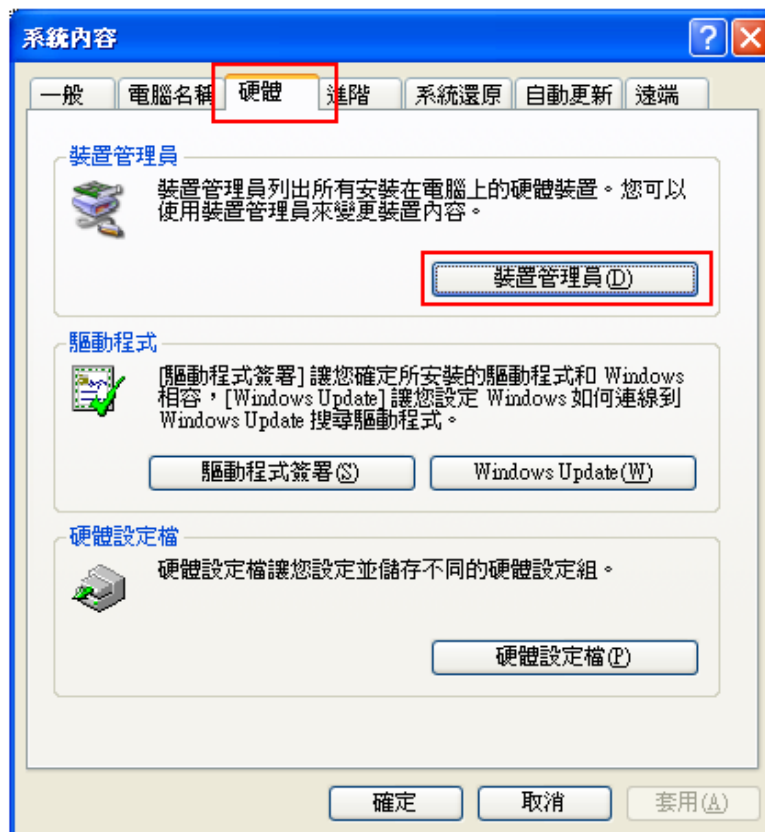 系統內容
一般 電腦名稱 硬體 進階 系統還原 自動更新 遠端
裝置管理員
裝置管理員列出所有安裝在電腦上的硬體裝置。您可以
使用裝置管理員來變更裝置內容。
裝置管理員(D)
驅動程式
[驅動程式簽署] 讓您確定所安裝的驅動程式和 Windows
相容，[Windows Update] 讓您設定 Windows 如何連線到
Windows Update 搜尋驅動程式。
驅動程式簽署(S) Windows Update(W)
硬體設定檔
硬體設定檔讓您設定並儲存不同的硬體設定組。
硬體設定檔(P)
確定 取消 套用(A)